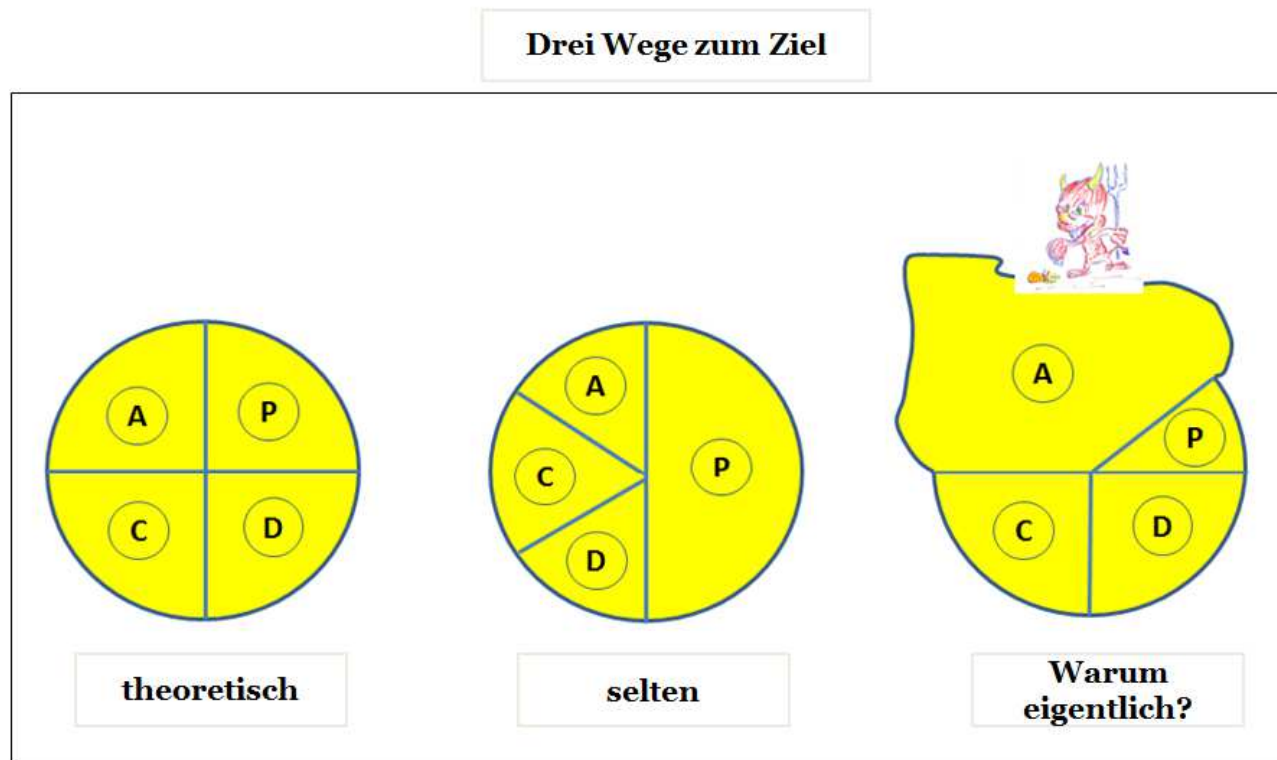 Drei Wege zum Ziel
A
P
C
D
A
C
P
D
A
P
C
D
theoretisch
selten
Warum
eigentlich?